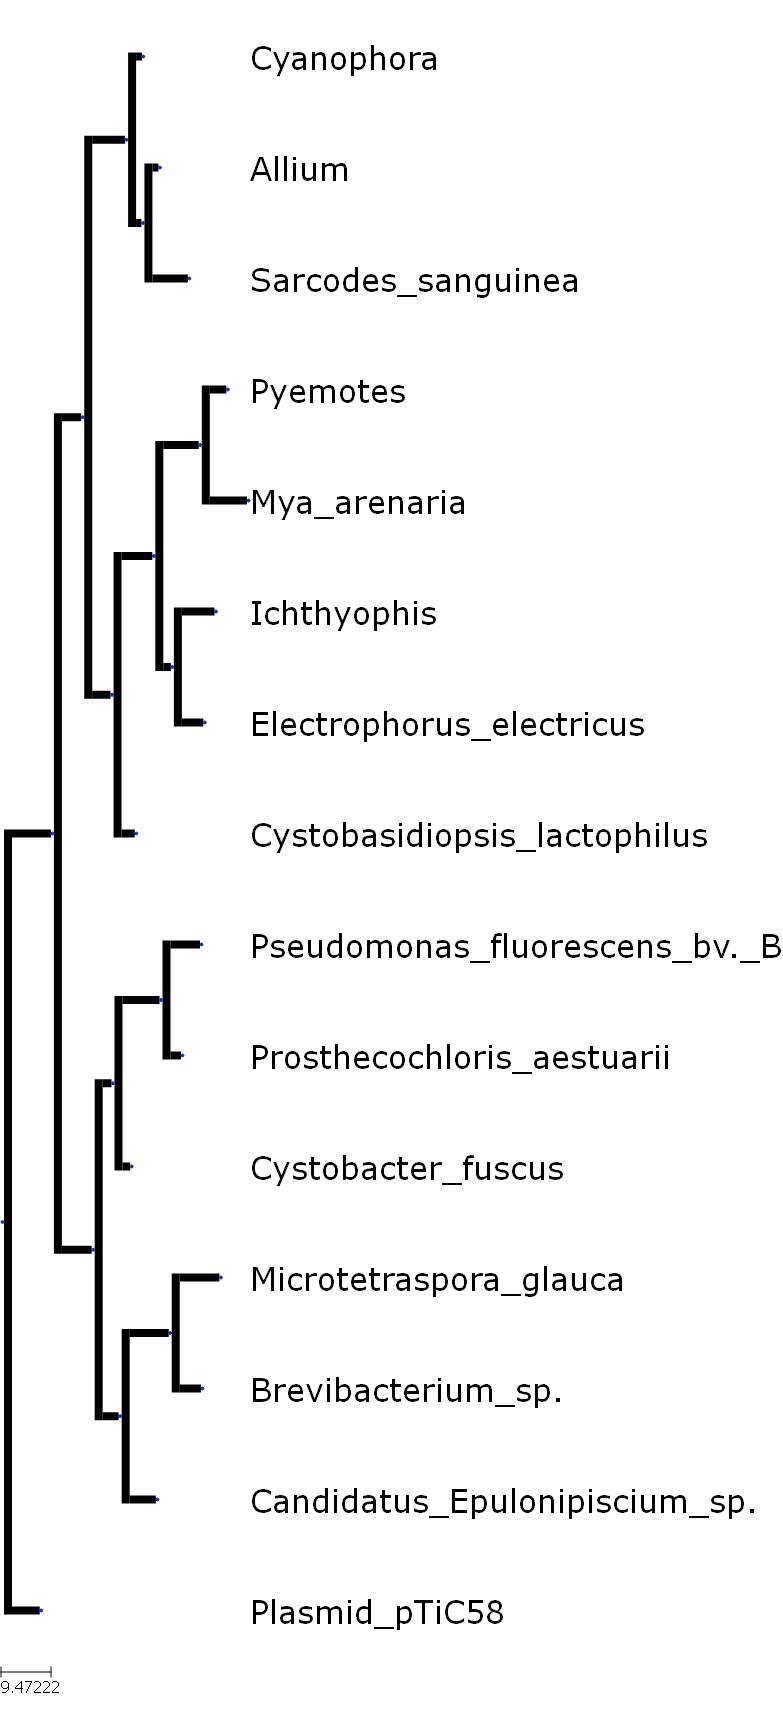 Cyanophora
Allium
Sarcodes_sanguinea
Pyemotes
Mya_arenaria
Ichthyophis
Electrophorus_electricus
Cystobasidiopsis_lactophilus
Pseudomonas_fluorescens_bv._B
Prosthecochloris_aestuarii
Cystobacter_fuscus
Microtetraspora_glauca
Brevibacterium_sp.
Candidatus_Epulonipiscium_sp.
Plasmid_pTiC58
9.47222